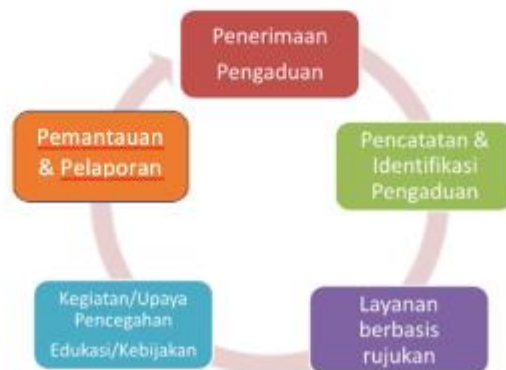 Penerimaan
Pengaduan
Pencatatan &
Identifikasi
Pengaduan
Layanan
berbasis
rujukan
Kegiatan/Upaya
Pencegahan
Edukasi/Kebijakan
Pemantauan
& Pelaporan